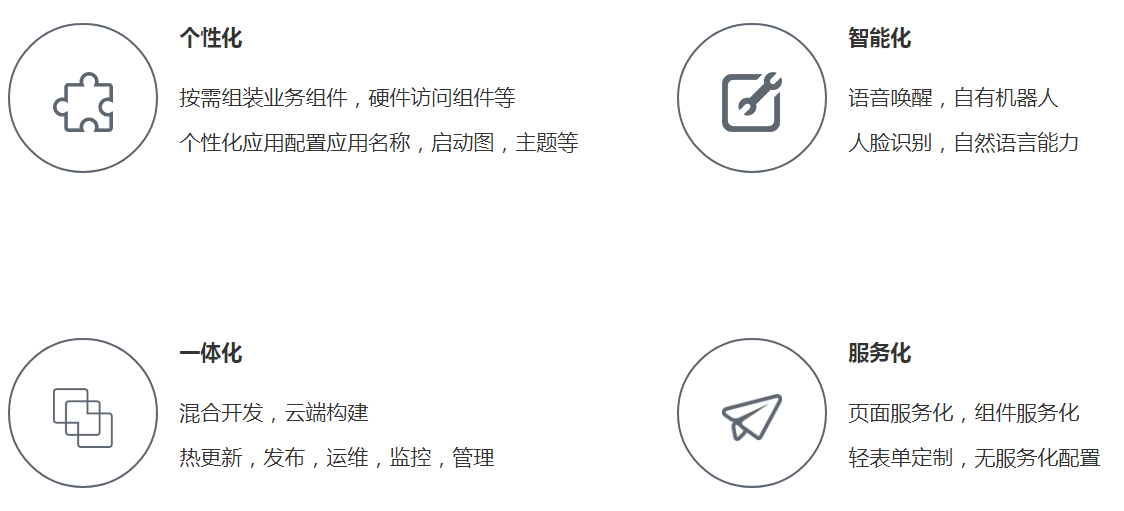 个性化
按需组装业务组件，硬件访问组件等
个性化应用配置应用名称，启动图，主题等
智能化
语音唤醒，自有机器人
人脸识别，自然语言能力
一体化
混合开发，云端构建
热更新，发布，运维，监控，管理
服务化
页面服务化，组件服务化
轻表单定制，无服务化配置